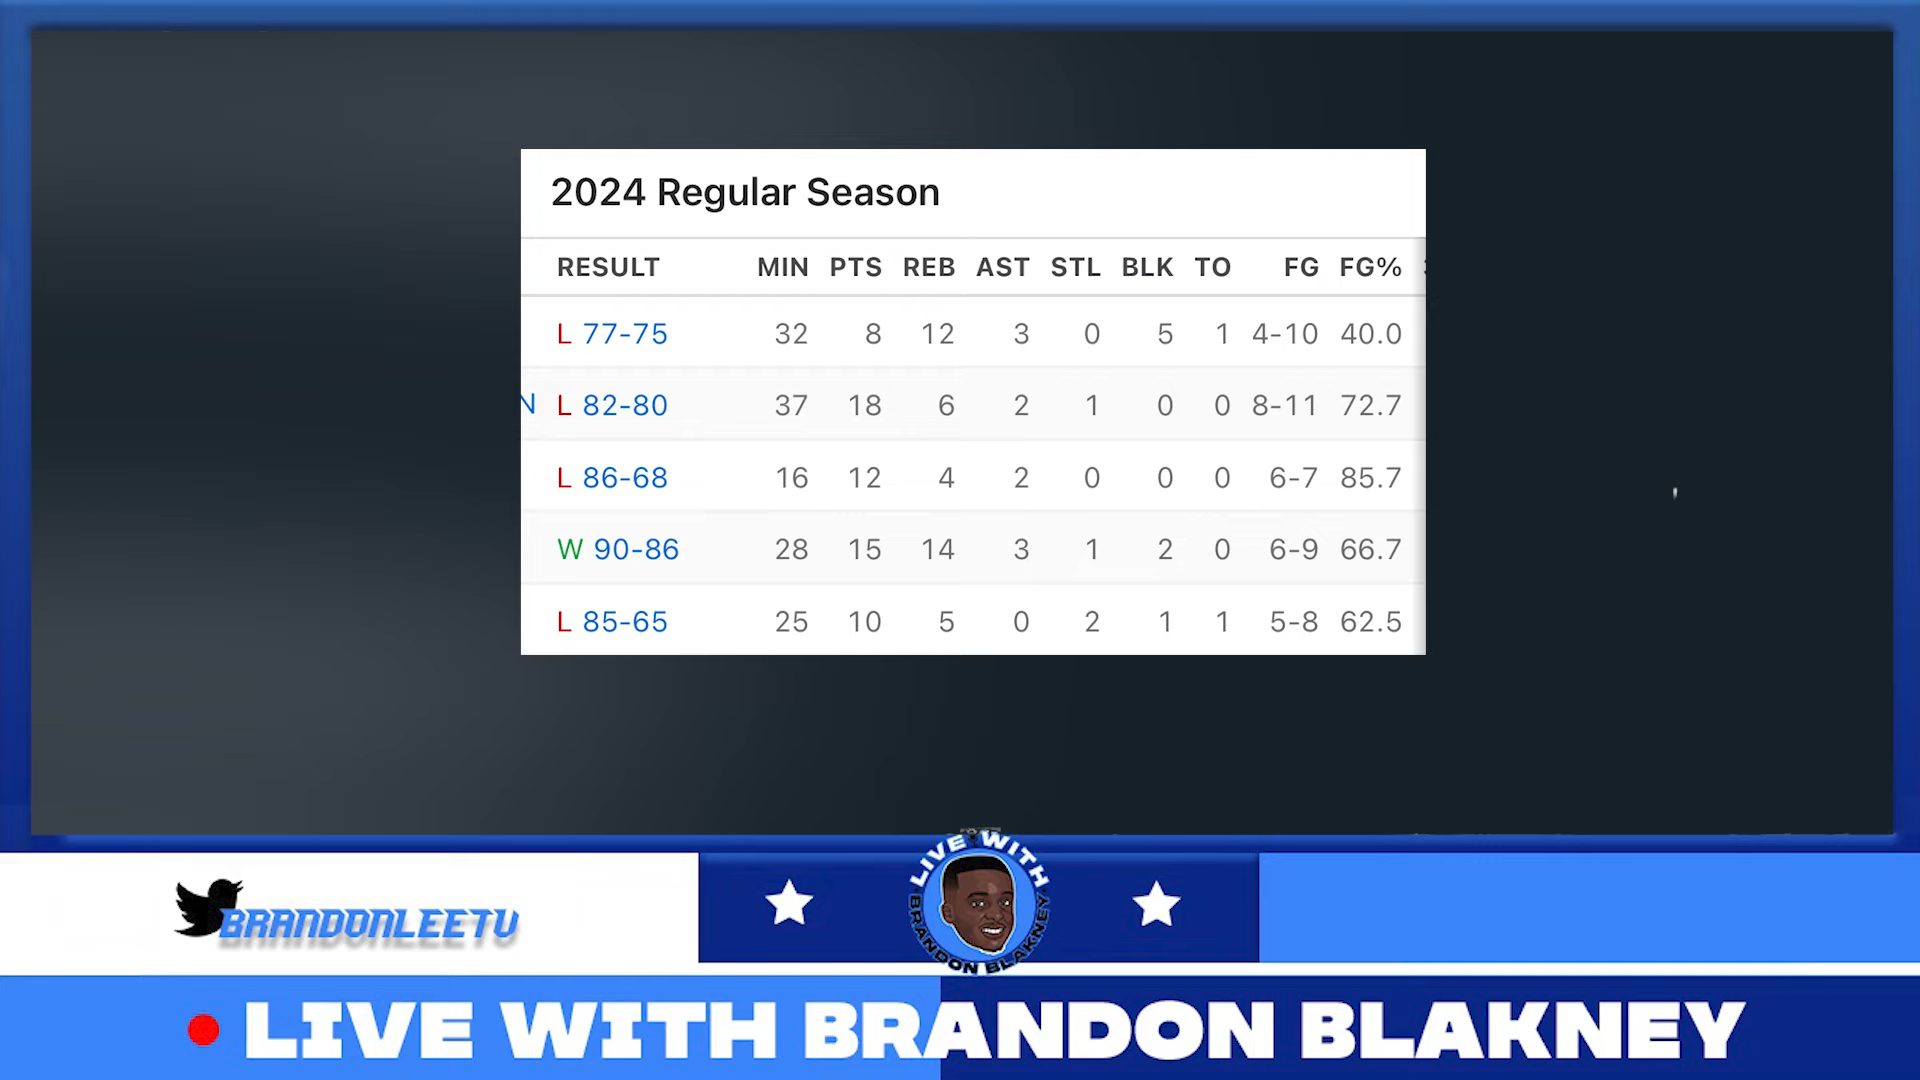 2024 Regular Season
RESULT MIN PTS REB AST STL BLK TO FG FG%
L 77-75 32 8 12 3 0 5 1 4-10 40.0
N L 82-80 37 18 6 2 1 0 0 8-11 72.7
L 86-68 16 12 4 2 0 0 0 6-7 85.7
W 90-86 28 15 14 3 1 2 0 6-9 66.7
L 85-65 25 10 5 0 2 1 1 5-8 62.5
BRANDONLEETV
LIVE WITH
BRANDON BLAKNEY
LIVE WITH BRANDON BLAKNEY